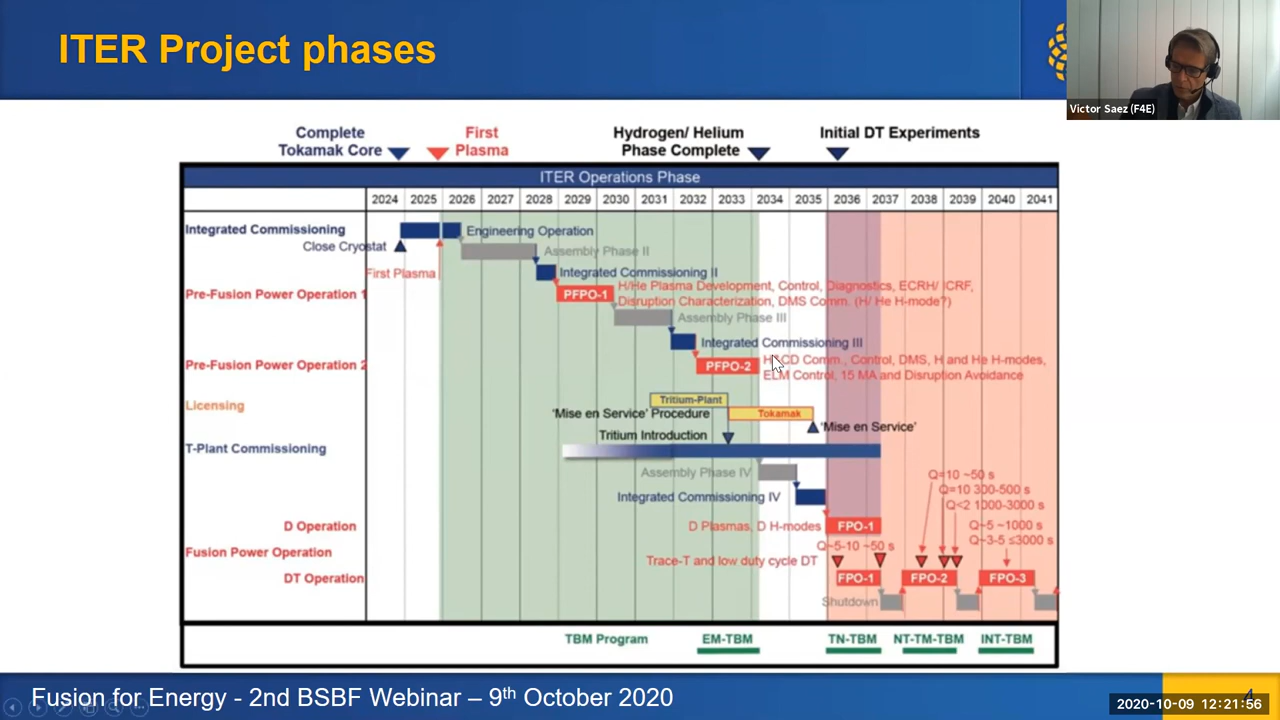 ITER Project phases
Victor Saez (F4E)
Complete
Tokamak Core
First
Plasma
Hydrogen/ Helium
Phase Complete
Initial DT Experiments
ITER Operations Phase
2024 2025 2026 2027 2028 2029 2030 2031 2032 2033 2034 2035 2036 2037 2038 2039 2040 2041
Integrated Commissioning
Engineering Operation
Close Cryostat
Assembly Phase II
First Plasma
Integrated Commissioning II
Pre-Fusion Power Operation 1
PFPO-1
H/He Plasma Development, Control, Diagnostics, ECRH/ ICRF,
Disruption Characterization, DMS Comm. (H/ He H-mode?)
Assembly Phase III
Integrated Commissioning III
Pre-Fusion Power Operation 2
PFPO-2
Comm., Control, DMS, H and He H-modes,
ELM Control, 15 MA and Disruption Avoidance
Licensing
Tritium-Plant
'Mise en Service' Procedure
Tokamak
'Mise en Service'
Tritium Introduction
T-Plant Commissioning
Assembly Phase IV
Integrated Commissioning IV
Q=10 ~50 s
Q=10 300-500 s
Q<2 1000-3000 s
D Operation
D Plasmas, D H-modes
FPO-1
Q~5 ~1000 s
Q~3-5 ≤3000 s
Fusion Power Operation
Q~5-10 ~50 s
Trace-T and low duty cycle DT
DT Operation
FPO-1
FPO-2
FPO-3
Shutdown
TBM Program
EM-TBM
TN-TBM
NT-TM-TBM
INT-TBM
Fusion for Energy - 2nd BSBF Webinar – 9th October 2020
4
2020-10-09 12:21:56